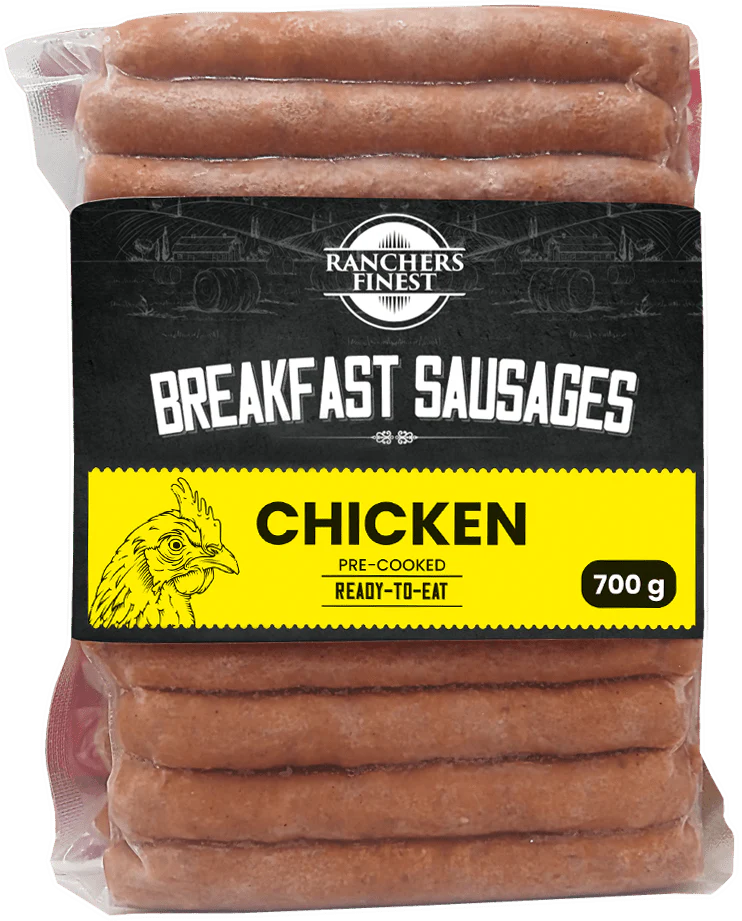 RANCHERS
FINEST
BREAKFAST SAUSAGES
CHICKEN
PRE-COOKED
READY-TO-EAT
700 g